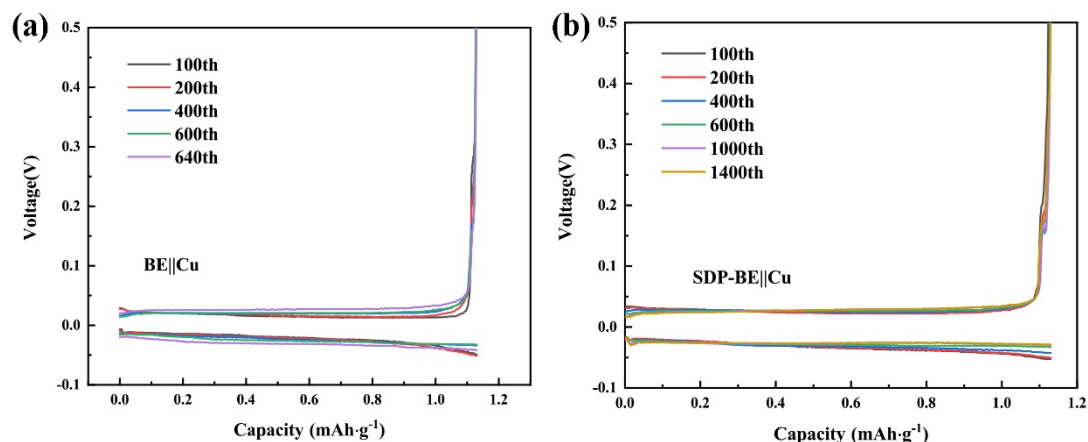 (a)
0.5
0.4
0.3
0.2
0.1
0.0
-0.1
Voltage(V)
100th
200th
400th
600th
640th
BE||Cu
0.0 0.2 0.4 0.6 0.8 1.0 1.2
Capacity (mAh·g⁻¹)
(b)
0.5
0.4
0.3
0.2
0.1
0.0
-0.1
Voltage(V)
100th
200th
400th
600th
1000th
1400th
SDP-BE||Cu
0.0 0.2 0.4 0.6 0.8 1.0 1.2
Capacity (mAh·g⁻¹)